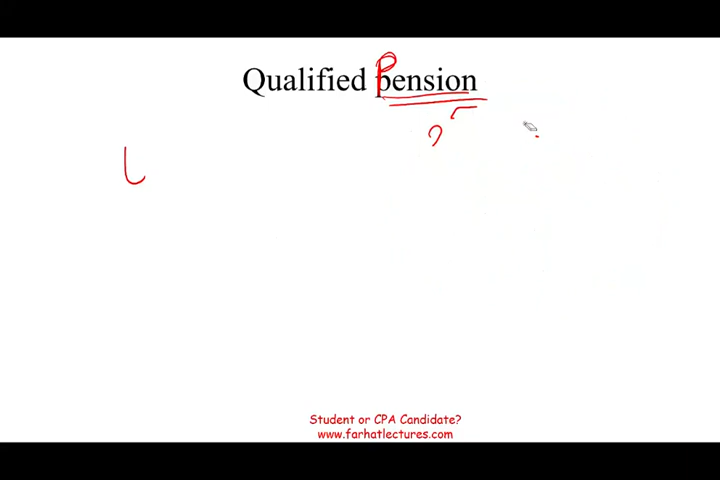 Qualified Pension
Student or CPA Candidate?
www.farhatlectures.com